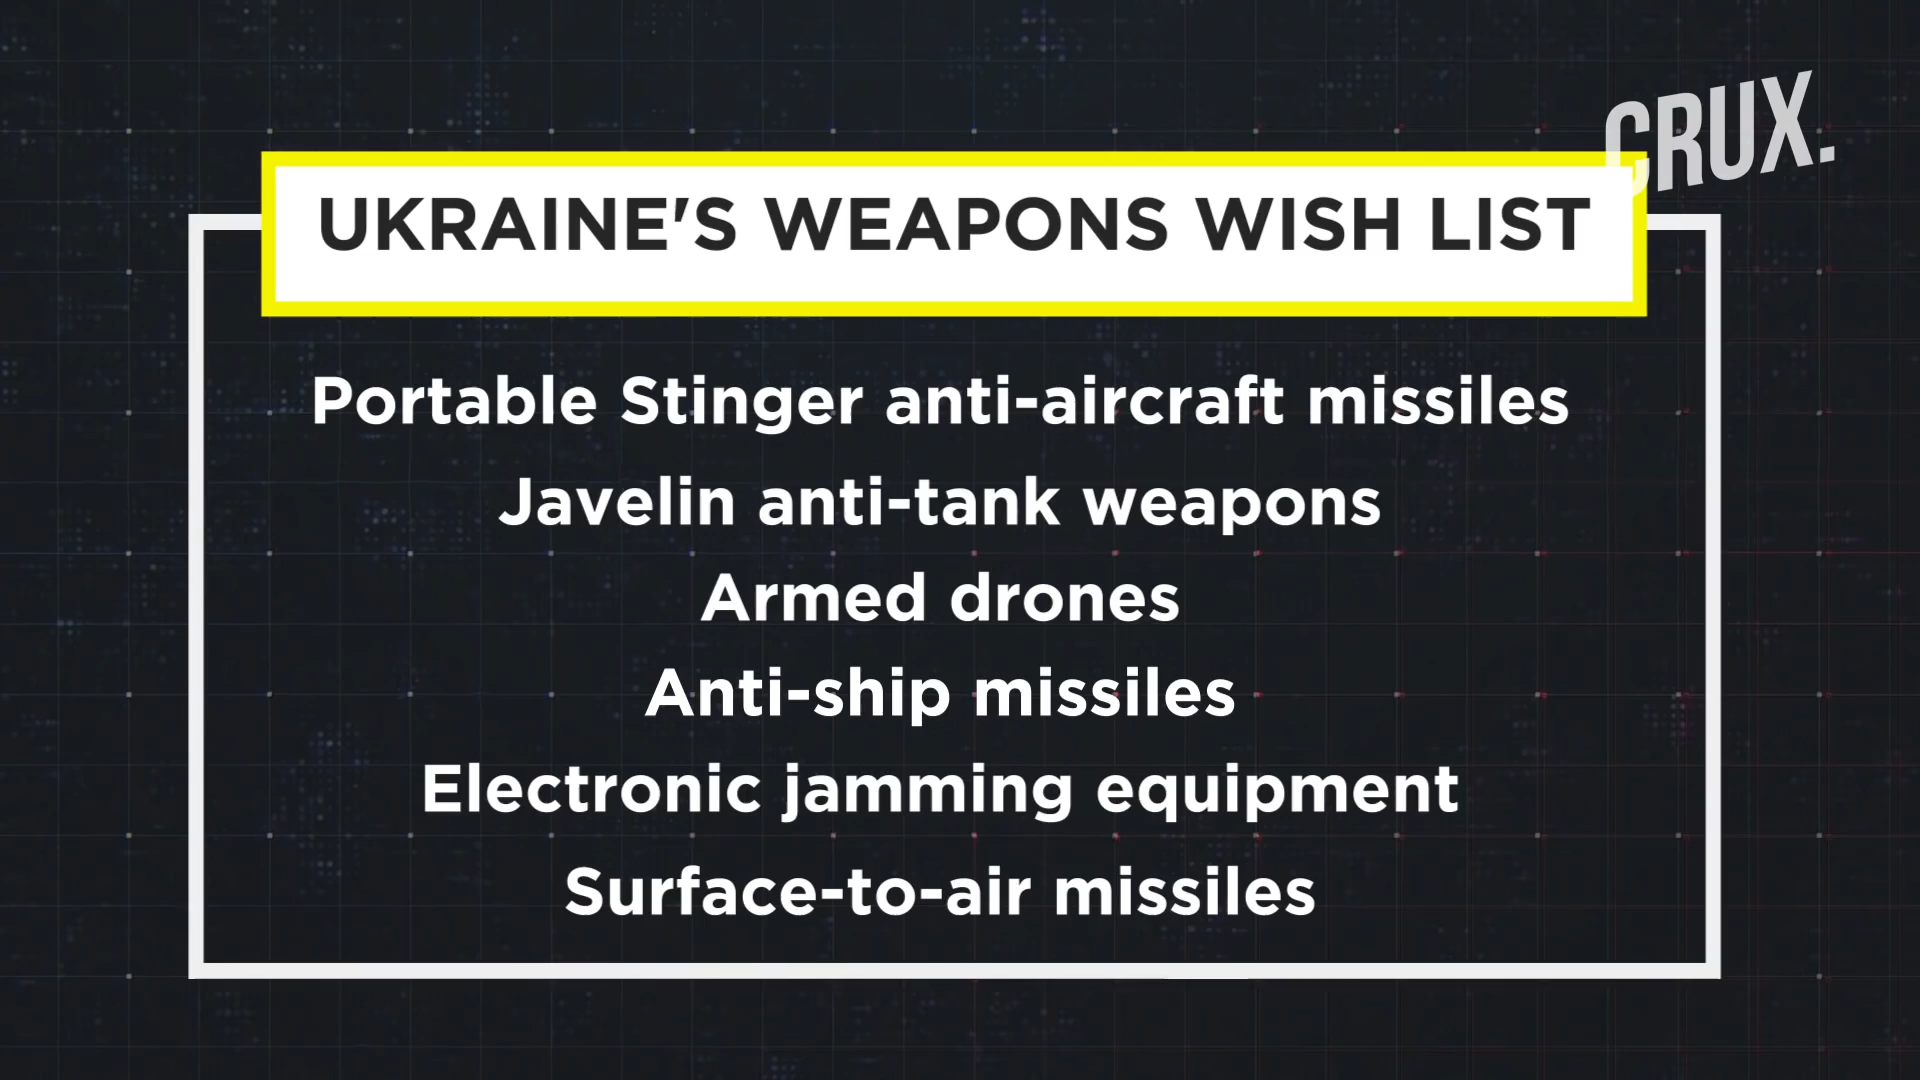 CRUX.
UKRAINE'S WEAPONS WISH LIST
Portable Stinger anti-aircraft missiles
Javelin anti-tank weapons
Armed drones
Anti-ship missiles
Electronic jamming equipment
Surface-to-air missiles